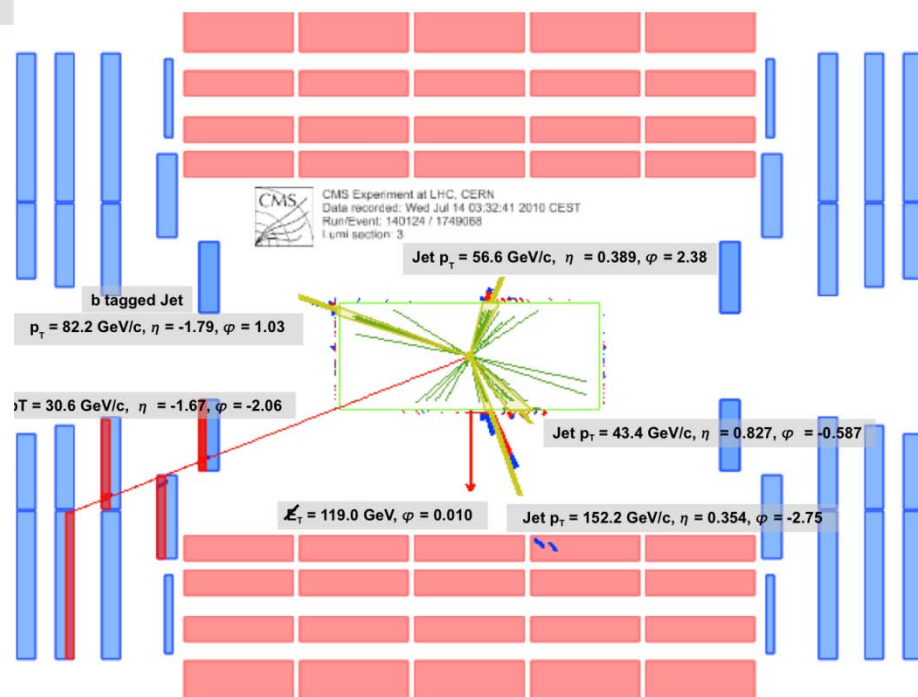 CMS
CMS Experiment at LHC, CERN
Data recorded: Wed Jul 14 03:32:41 2010 CEST
Run/Event: 140124 / 1749068
Lumi section: 3
Jet pT = 56.6 GeV/c, η = 0.389, φ = 2.38
b tagged Jet
pT = 82.2 GeV/c, η = -1.79, φ = 1.03
pT = 30.6 GeV/c, η = -1.67, φ = -2.06
Jet pT = 43.4 GeV/c, η = 0.827, φ = -0.587
E̸T = 119.0 GeV, φ = 0.010
Jet pT = 152.2 GeV/c, η = 0.354, φ = -2.75